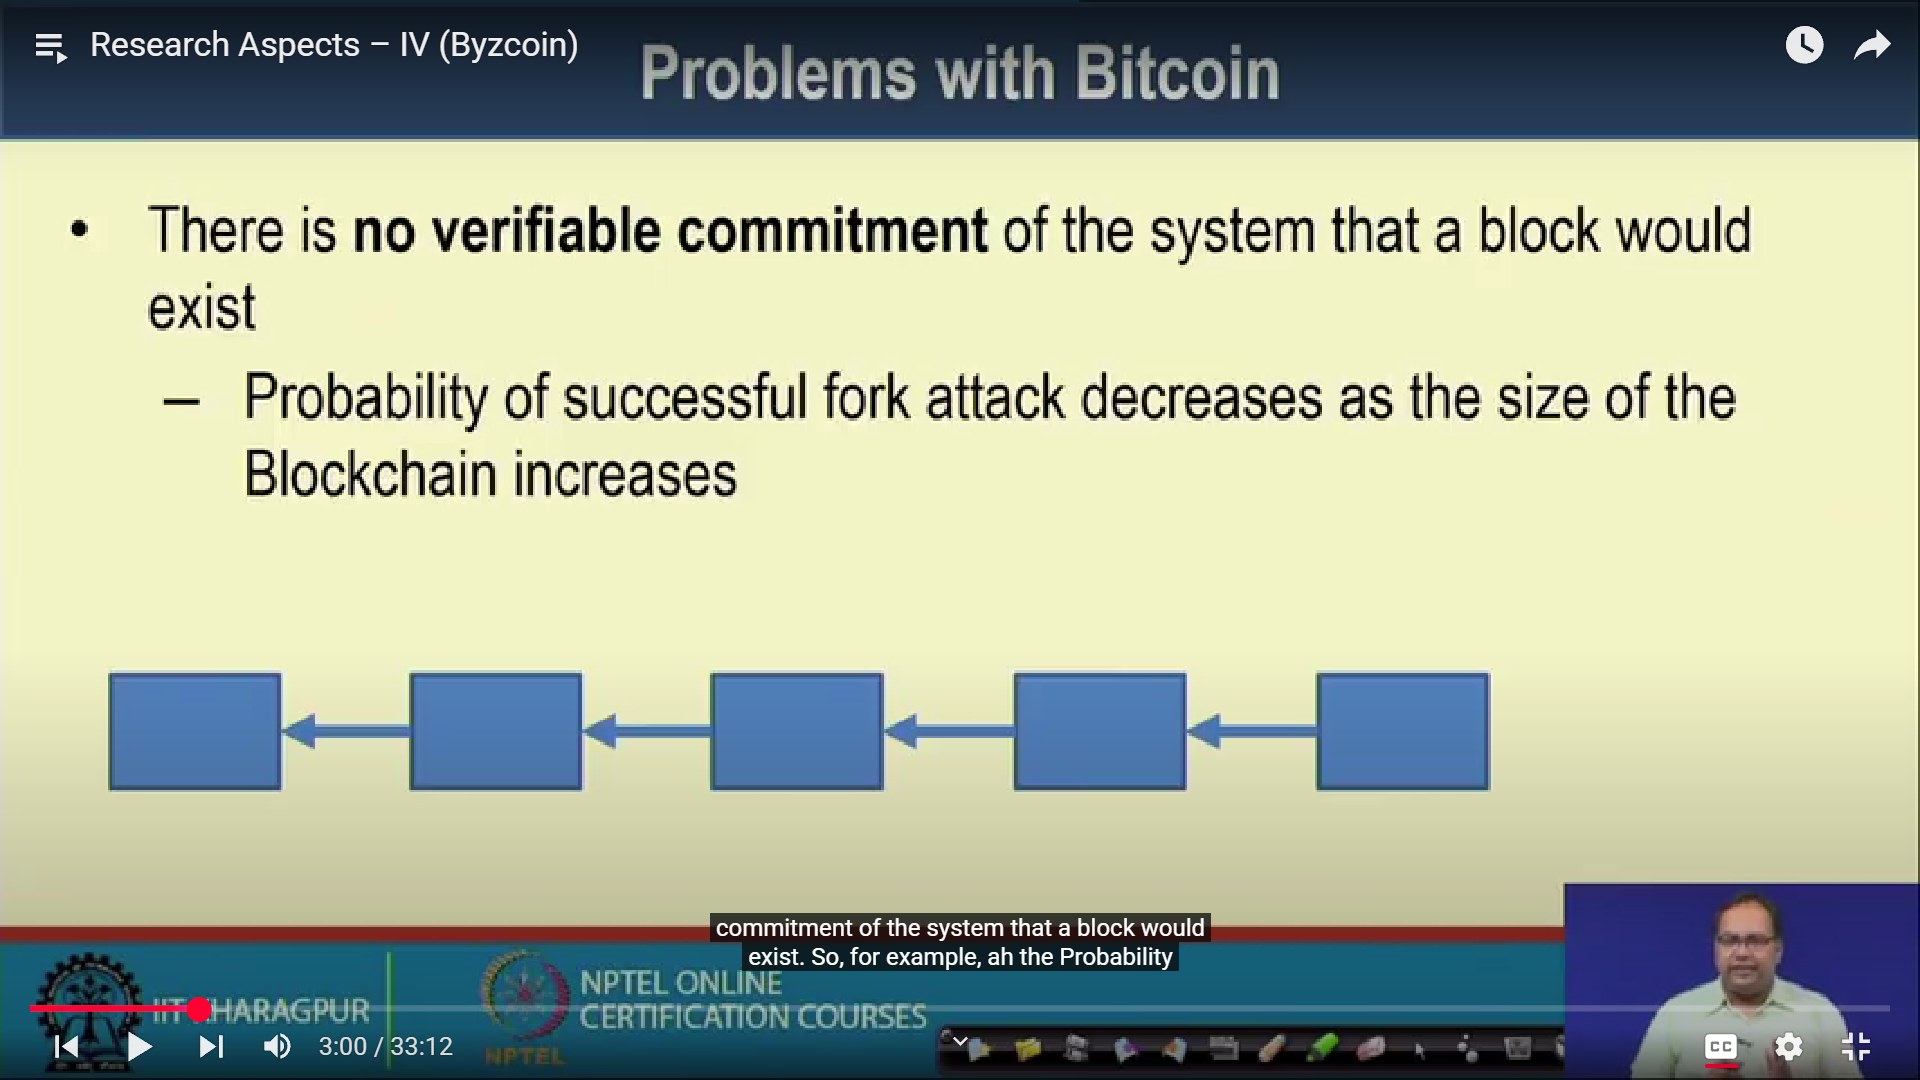 Research Aspects – IV (Byzcoin)
Problems with Bitcoin
• There is no verifiable commitment of the system that a block would
exist
– Probability of successful fork attack decreases as the size of the
Blockchain increases
commitment of the system that a block would
exist. So, for example, ah the Probability
IIT KHARAGPUR
NPTEL
NPTEL ONLINE
CERTIFICATION COURSES
3:00 / 33:12
CC